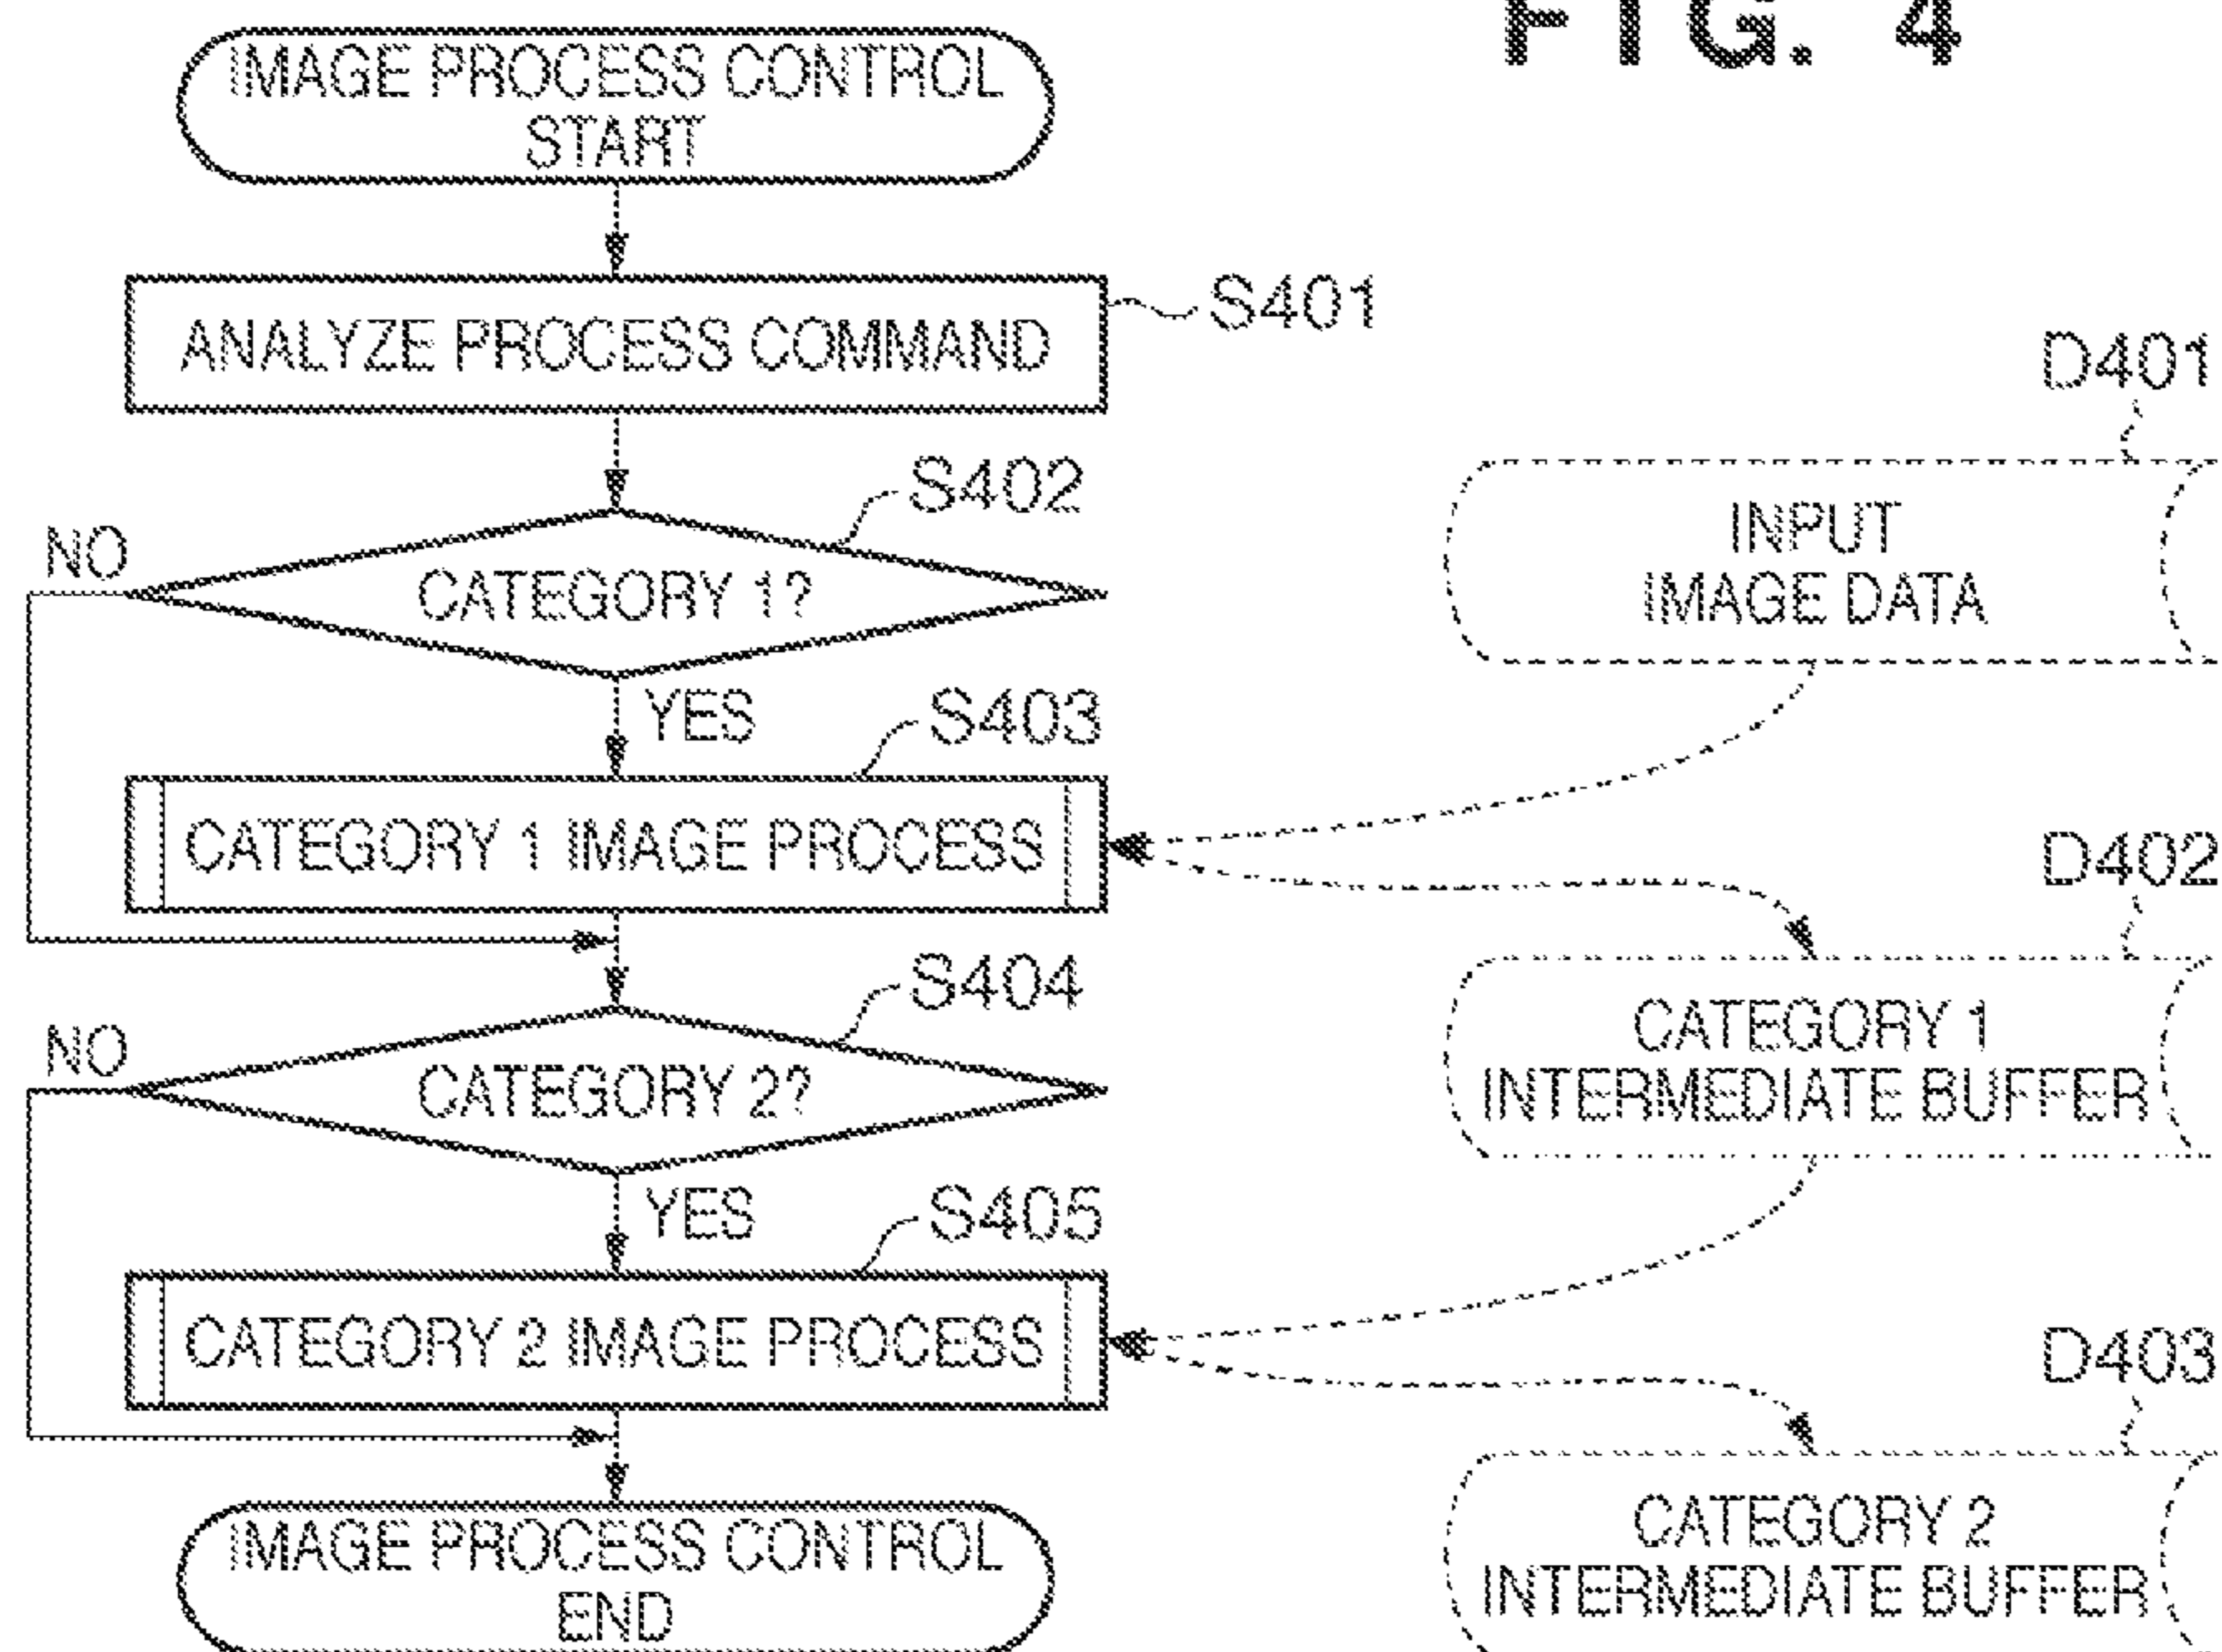 FIG. 4
IMAGE PROCESS CONTROL
START
ANALYZE PROCESS COMMAND
S401
S402
CATEGORY 1?
NO
YES
S403
CATEGORY 1 IMAGE PROCESS
S404
CATEGORY 2?
NO
YES
S405
CATEGORY 2 IMAGE PROCESS
IMAGE PROCESS CONTROL
END
D401
INPUT
IMAGE DATA
D402
CATEGORY 1
INTERMEDIATE BUFFER
D403
CATEGORY 2
INTERMEDIATE BUFFER